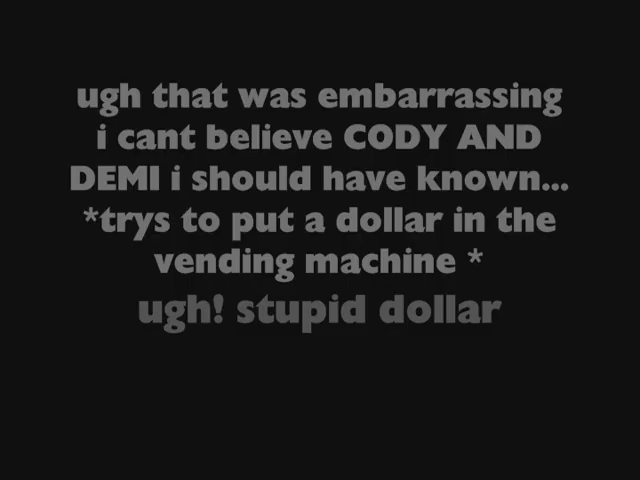 ugh that was embarrassing
i cant believe CODY AND
DEMI i should have known...
*trys to put a dollar in the
vending machine *
ugh! stupid dollar